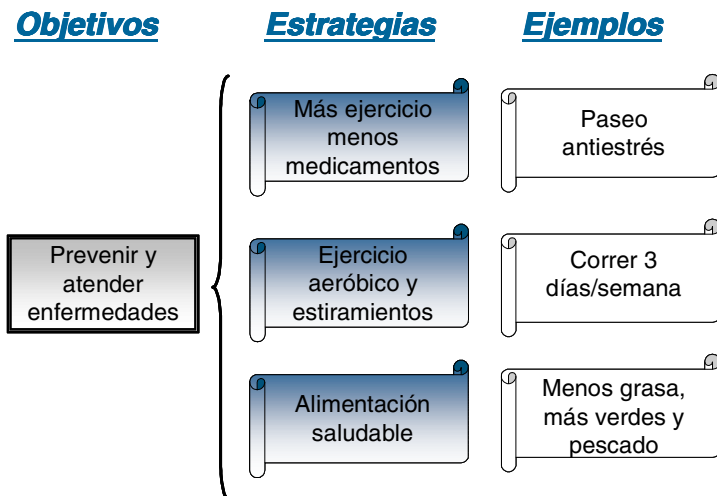 Objetivos
Estrategias
Ejemplos
Más ejercicio
menos
medicamentos
Paseo
antiestrés
Prevenir y
atender
enfermedades
Ejercicio
aeróbico y
estiramientos
Correr 3
días/semana
Alimentación
saludable
Menos grasa,
más verdes y
pescado